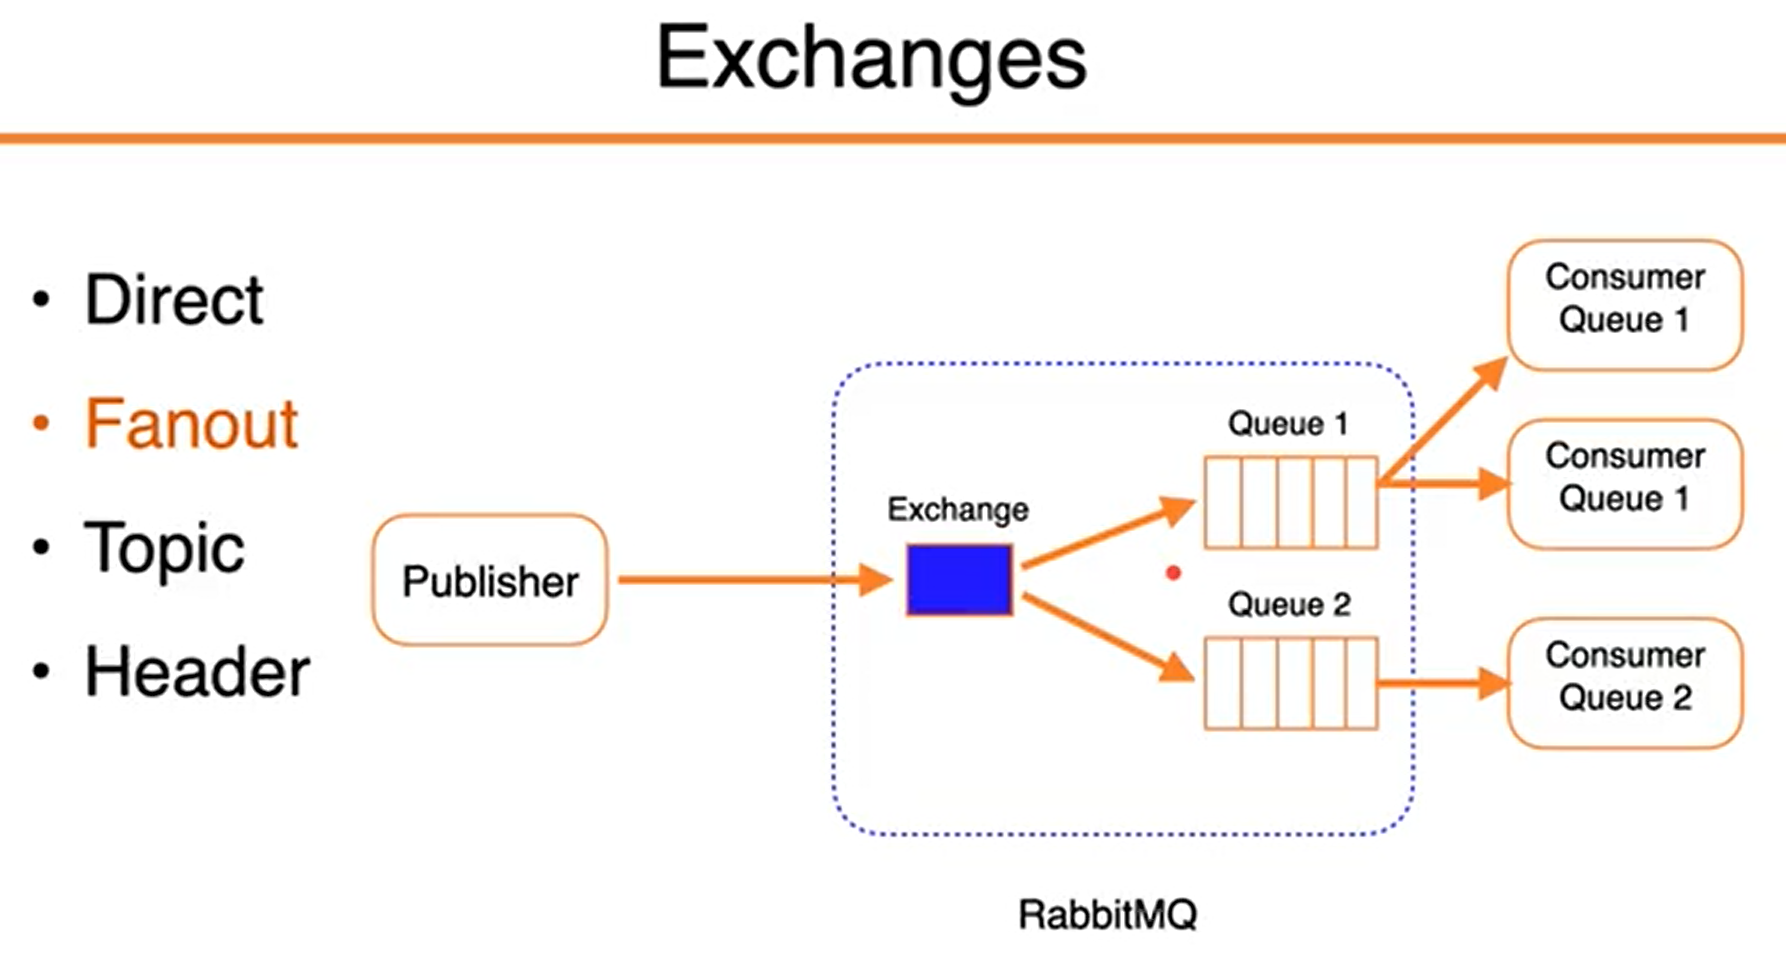 Exchanges
Direct
Fanout
Topic
Header
Publisher
Exchange
Queue 1
Queue 2
Consumer
Queue 1
Consumer
Queue 1
Consumer
Queue 2
RabbitMQ